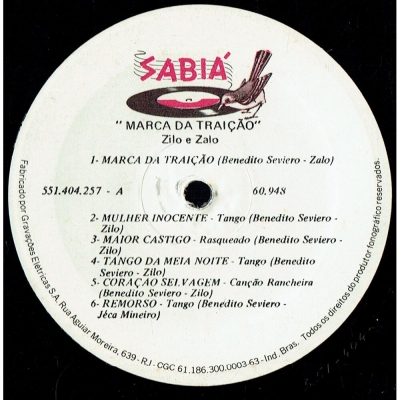 SABIÁ
"MARCA DA TRAIÇÃO"
Zilo e Zalo
1- MARCA DA TRAIÇÃO (Benedito Seviero - Zalo)
551.404.257 - A 60.948
2- MULHER INOCENTE - Tango (Benedito Seviero -
Zilo)
3- MAIOR CASTIGO - Rasqueado (Benedito Seviero -
Zilo)
4- TANGO DA MEIA NOITE - Tango (Benedito
Seviero - Zilo)
5- CORAÇAO SELVAGEM - Canção Rancheira
(Benedito Seviero - Zilo)
6- REMORSO - Tango (Benedito Seviero -
Jéca Mineiro)
Fabricado por Gravações Elétricas S.A. Rua Aguiar Moreira, 639 - RJ - CGC 61.186.300.0003-63 - Ind. Bras. Todos os direitos do produtor fonográfico reservados.